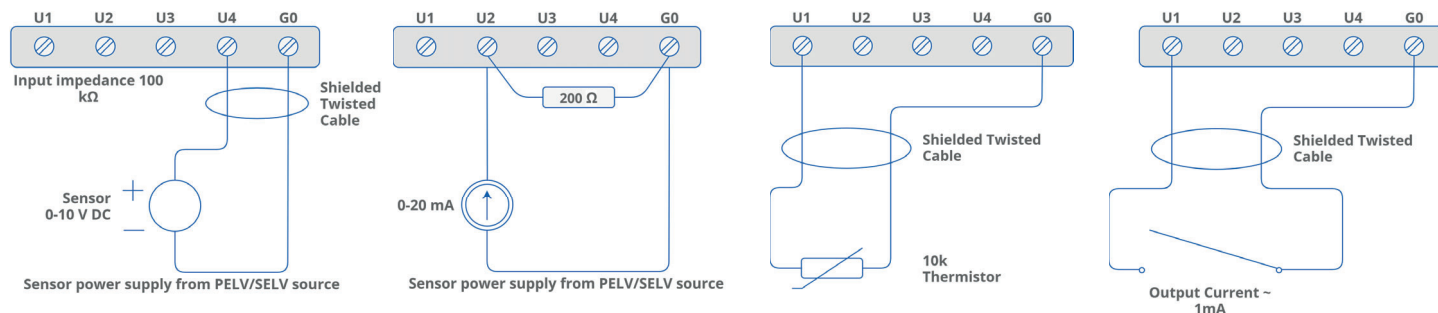 U1 U2 U3 U4 G0
Input impedance 100
kΩ
Shielded
Twisted
Cable
Sensor
0-10 V DC
Sensor power supply from PELV/SELV source
U1 U2 U3 U4 G0
200 Ω
0-20 mA
Sensor power supply from PELV/SELV source
U1 U2 U3 U4 G0
Shielded Twisted
Cable
10k
Thermistor
U1 U2 U3 U4 G0
Shielded Twisted
Cable
Output Current ~
1mA